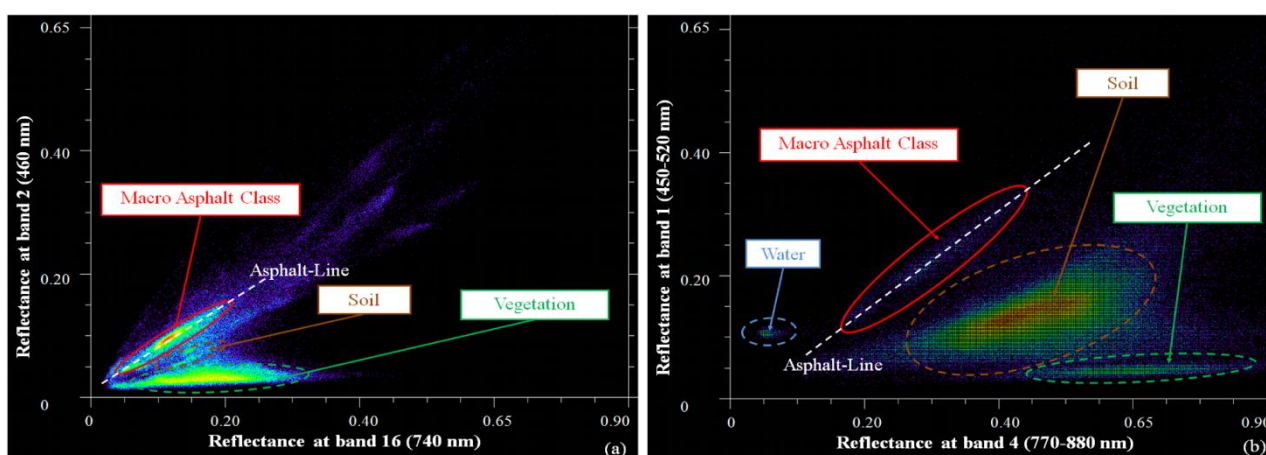 0.65
0.40
0.20
0
Reflectance at band 2 (460 nm)
Macro Asphalt Class
Asphalt-Line
Soil
Vegetation
0
0.20
0.40
0.65
0.90
Reflectance at band 16 (740 nm)
(a)
0.65
0.40
0.20
0
Reflectance at band 1 (450-520 nm)
Soil
Macro Asphalt Class
Vegetation
Water
Asphalt-Line
0
0.20
0.40
0.65
0.90
Reflectance at band 4 (770-880 nm)
(b)